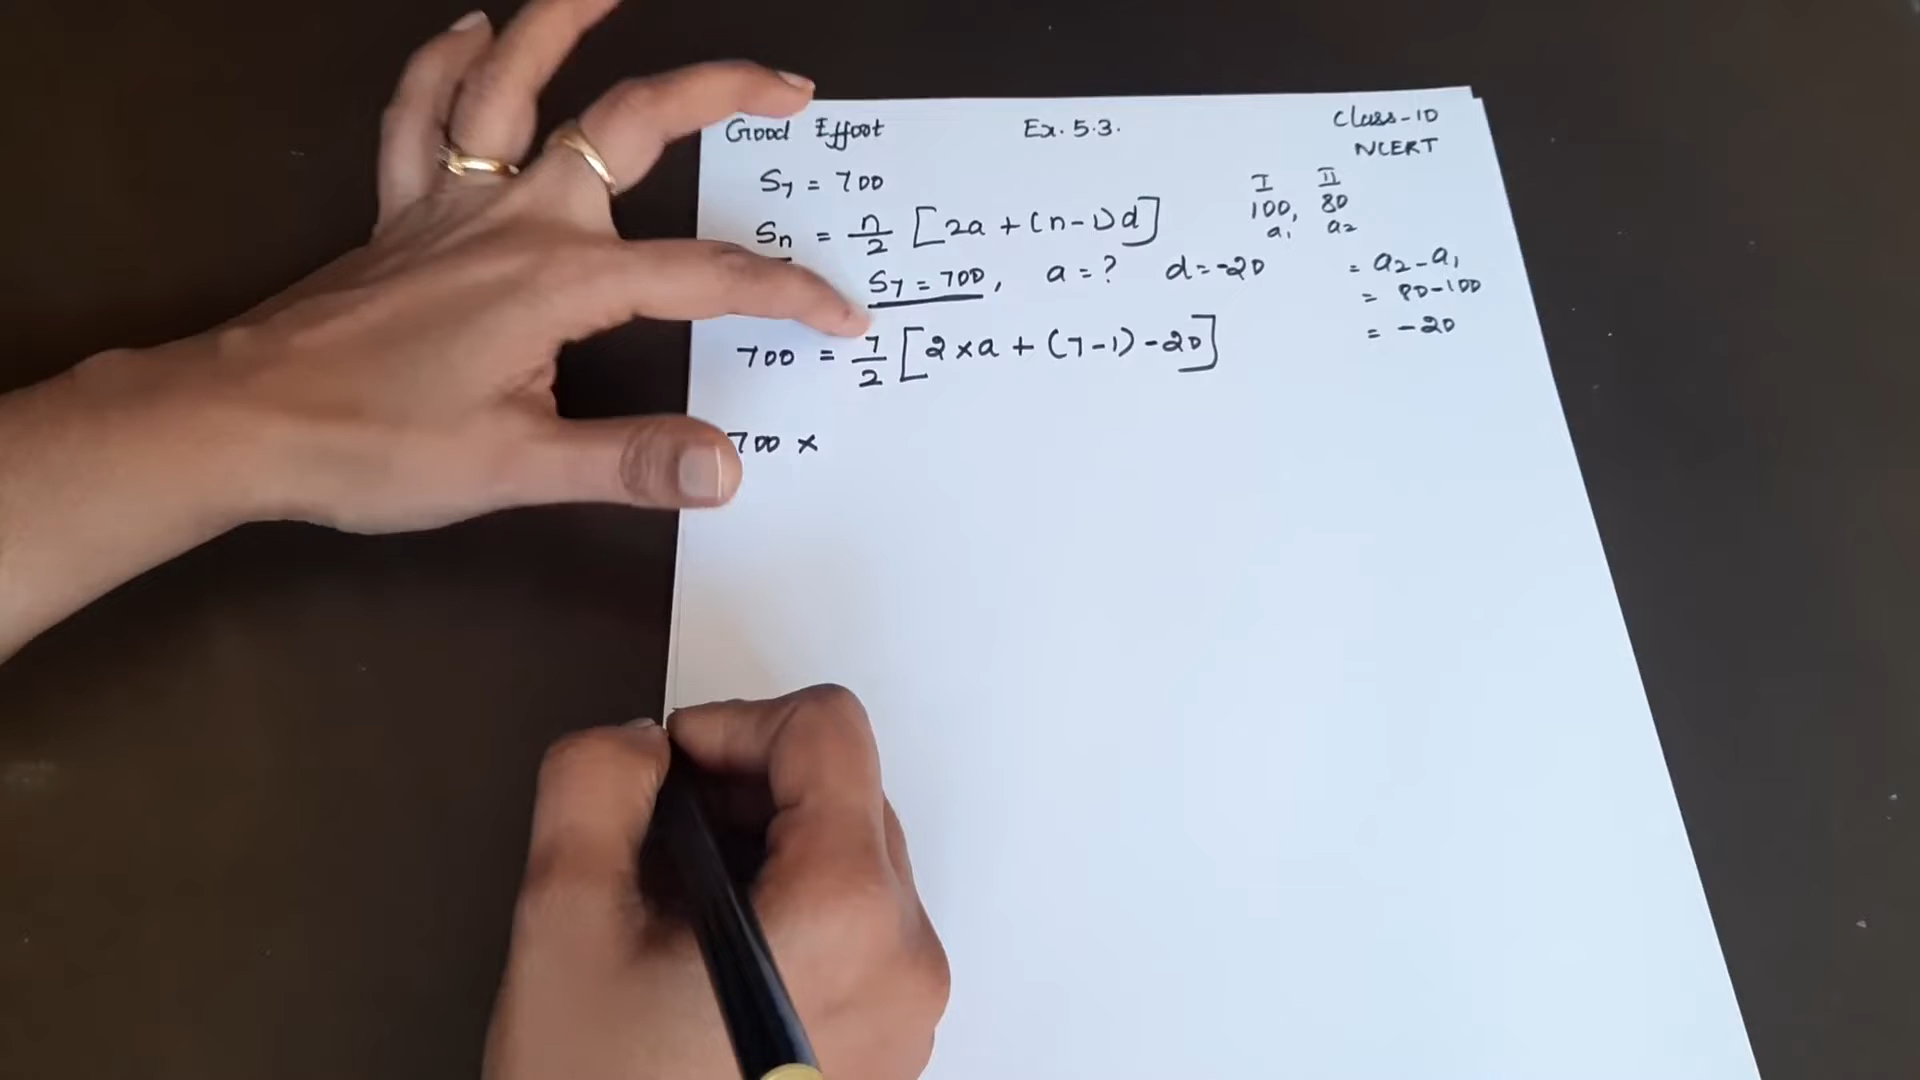 Good Effort Ex. 5.3. Class-10
NCERT
S7 = 700
I II
100, 80
a1 a2
Sn = n/2 [2a + (n-1)d]
S7 = 700, a = ? d = -20
= a2 - a1
= 80-100
= -20
700 = 7/2 [2×a + (7-1) -20]
700 ×